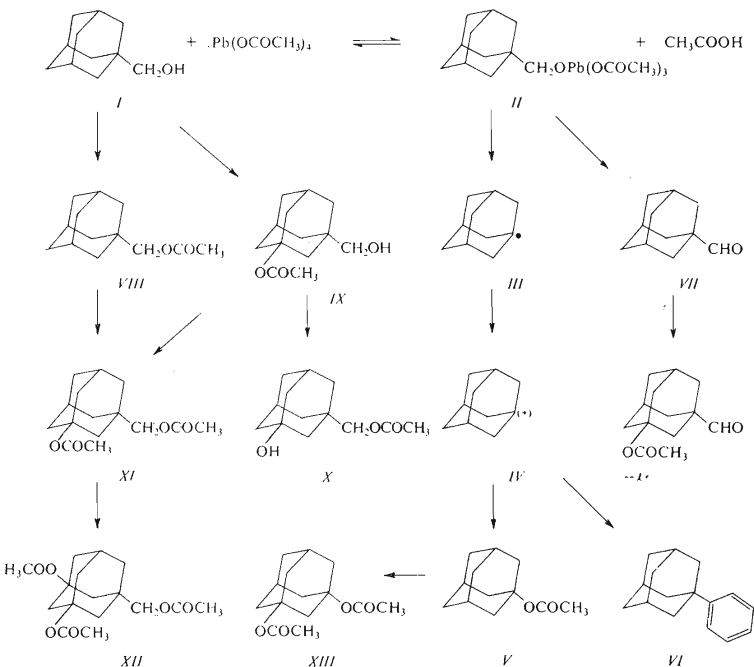 + .Pb(OCOCH₃)₄
+ CH₃COOH
CH₂OH
CH₂OPb(OCOCH₃)₃
I
II
CH₂OCOCH₃
CH₂OH
CHO
OCOCH₃
VIII
IX
III
VII
CH₂OCOCH₃
CH₂OCOCH₃
(+)
CHO
OCOCH₃
OH
OCOCH₃
XI
X
IV
H₃COO
CH₂OCOCH₃
OCOCH₃
OCOCH₃
OCOCH₃
OCOCH₃
XII
XIII
V
VI